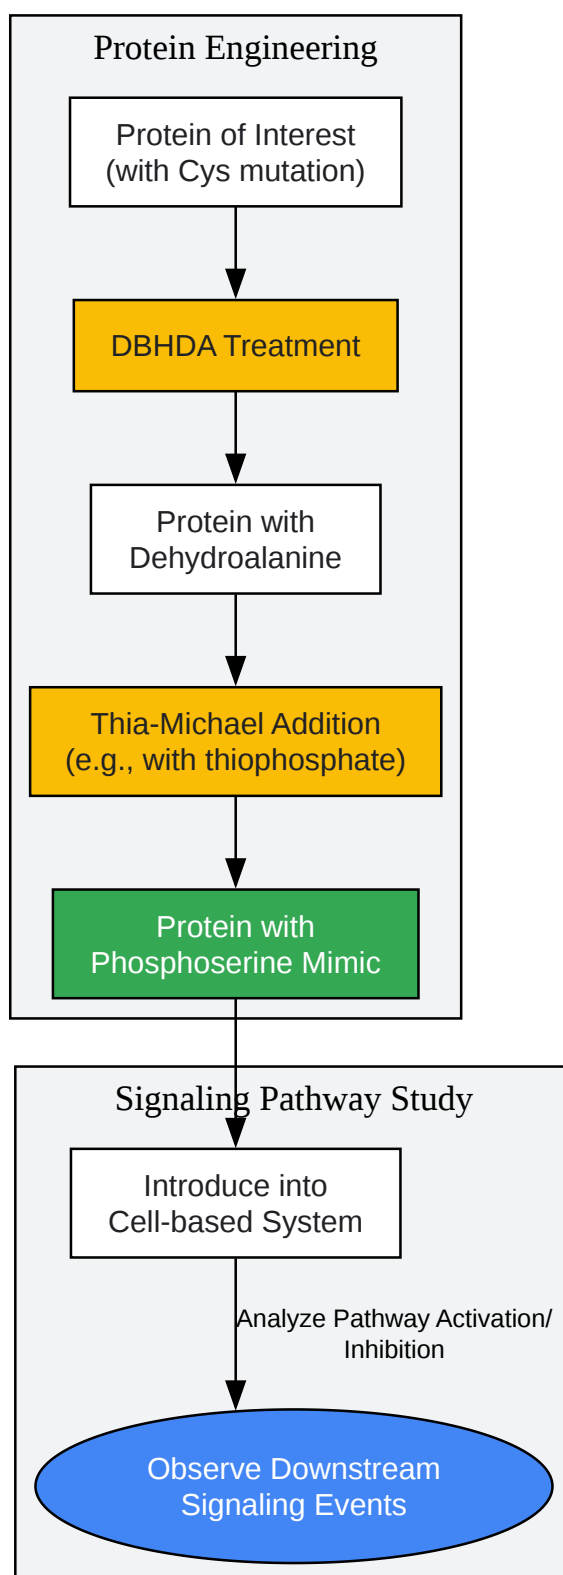 Protein Engineering
Protein of Interest
(with Cys mutation)
DBHDA Treatment
Protein with
Dehydroalanine
Thia-Michael Addition
(e.g., with thiophosphate)
Protein with
Phosphoserine Mimic
Signaling Pathway Study
Introduce into
Cell-based System
Analyze Pathway Activation/
Inhibition
Observe Downstream
Signaling Events